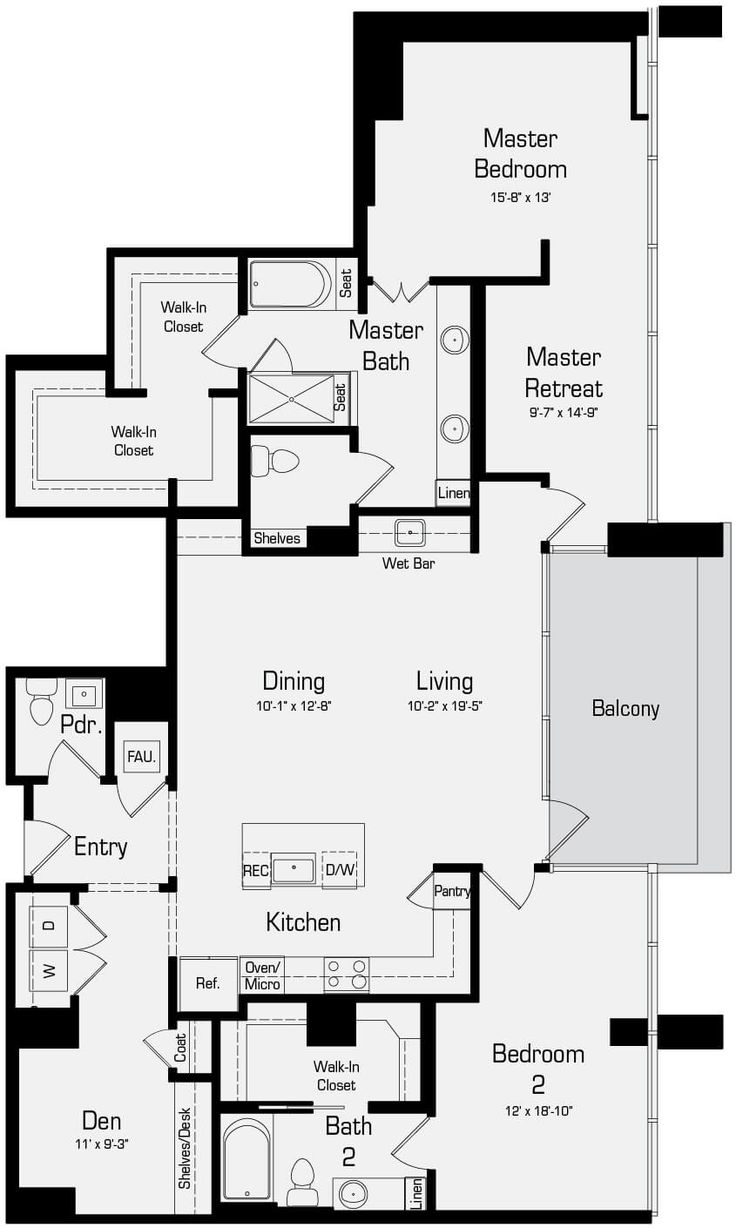 Master
Bedroom
15'-8" x 13'
Walk-In
Closet
Seat
Master
Bath
Master
Retreat
9'-7" x 14'-9"
Walk-In
Closet
Seat
Linen
Shelves
Wet Bar
Dining
10'-1" x 12'-8"
Living
10'-2" x 19'-5"
Balcony
Pdr.
FAU.
Entry
REC
D/W
Pantry
Kitchen
D
W
Ref.
Oven/
Micro
Coat
Walk-In
Closet
Bedroom
2
12' x 18'-10"
Den
11' x 9'-3"
Shelves/Desk
Bath
2
Linen